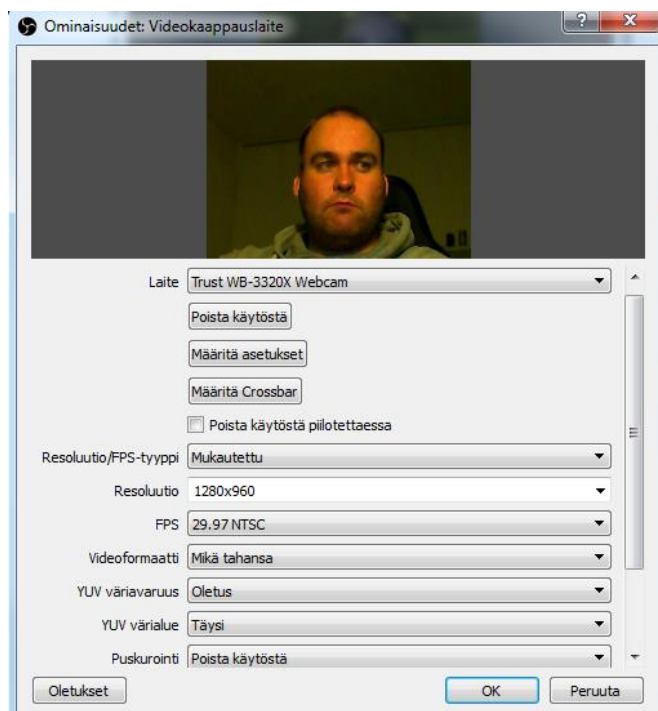 Ominaisuudet: Videokaappauslaite
Laite Trust WB-3320X Webcam
Poista käytöstä
Määritä asetukset
Määritä Crossbar
Poista käytöstä piilotettaessa
Resoluutio/FPS-tyyppi Mukautettu
Resoluutio 1280x960
FPS 29.97 NTSC
Videoformaatti Mikä tahansa
YUV väriavaruus Oletus
YUV värialue Täysi
Puskurointi Poista käytöstä
Oletukset OK Peruuta